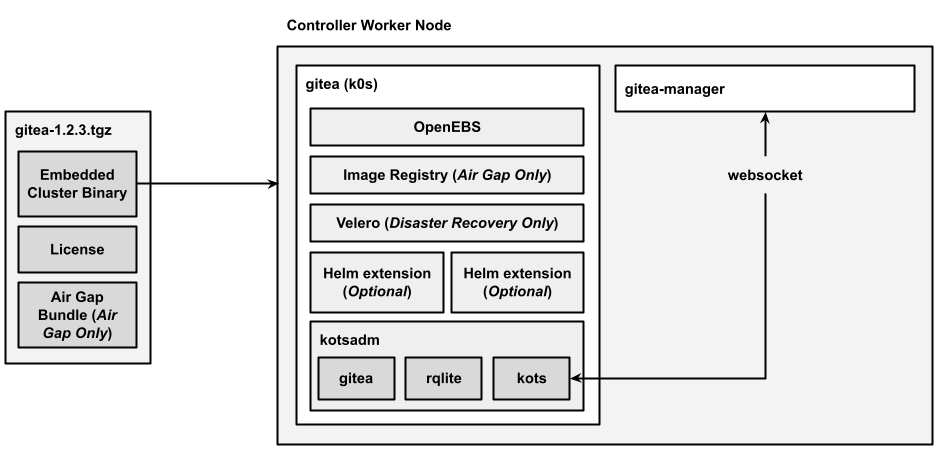 Controller Worker Node
gitea-1.2.3.tgz
Embedded
Cluster Binary
License
Air Gap
Bundle (Air
Gap Only)
gitea (k0s)
OpenEBS
Image Registry (Air Gap Only)
Velero (Disaster Recovery Only)
Helm extension
(Optional)
Helm extension
(Optional)
kotsadm
gitea
rqlite
kots
gitea-manager
websocket